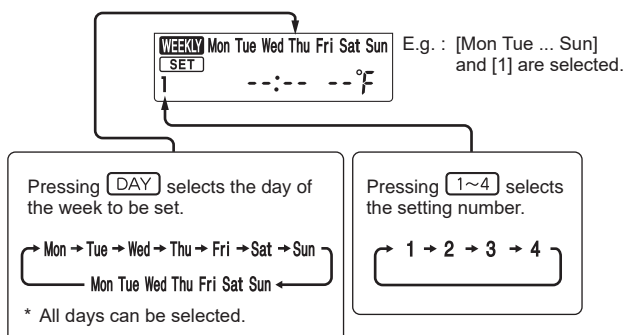 WEEKLY Mon Tue Wed Thu Fri Sat Sun
SET
1 --:-- --°F
E.g. : [Mon Tue ... Sun]
and [1] are selected.
Pressing DAY selects the day of
the week to be set.
Mon → Tue → Wed → Thu → Fri → Sat → Sun
Mon Tue Wed Thu Fri Sat Sun ←
* All days can be selected.
Pressing 1~4 selects
the setting number.
→ 1 → 2 → 3 → 4